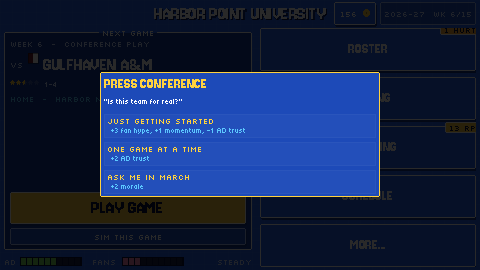 HARBOR POINT UNIVERSITY
156
2026-27 WK 6/15
NEXT GAME
WEEK 6 - CONFERENCE PLAY
VS
GULFHAVEN A&M
HOME - HARBOR
1 HURT
ROSTER
PRESS CONFERENCE
"Is this team for real?"
JUST GETTING STARTED
+3 fan hype, +1 momentum, -1 AD trust
ONE GAME AT A TIME
+2 AD trust
ASK ME IN MARCH
+2 morale
PLAY GAME
SIM THIS GAME
MORE...
AD
FANS
STEADY